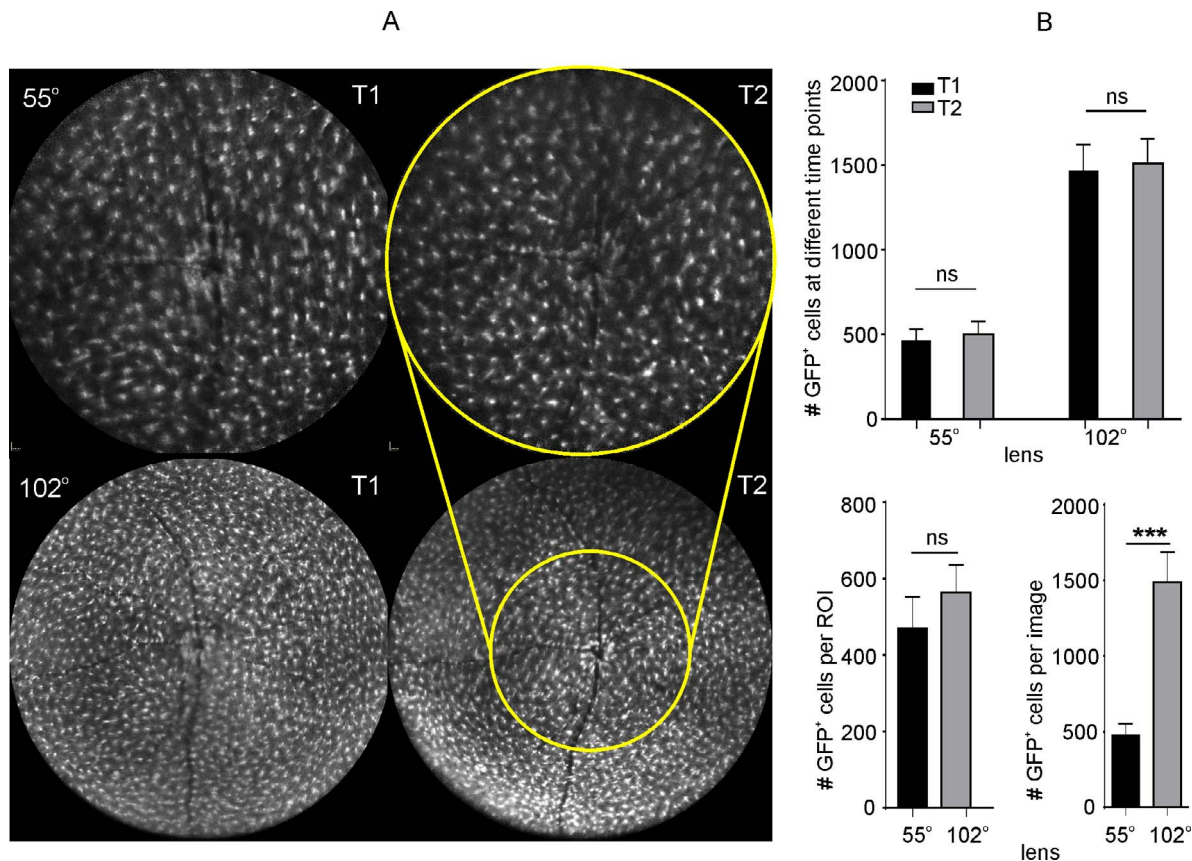 A
B
55° T1
T2
102° T1
T2
# GFP⁺ cells at different time points
2000
1500
1000
500
0
T1
T2
ns
ns
55° 102°
lens
# GFP⁺ cells per ROI
800
600
400
200
0
ns
55° 102°
# GFP⁺ cells per image
2000
1500
1000
500
0
***
55° 102°
lens